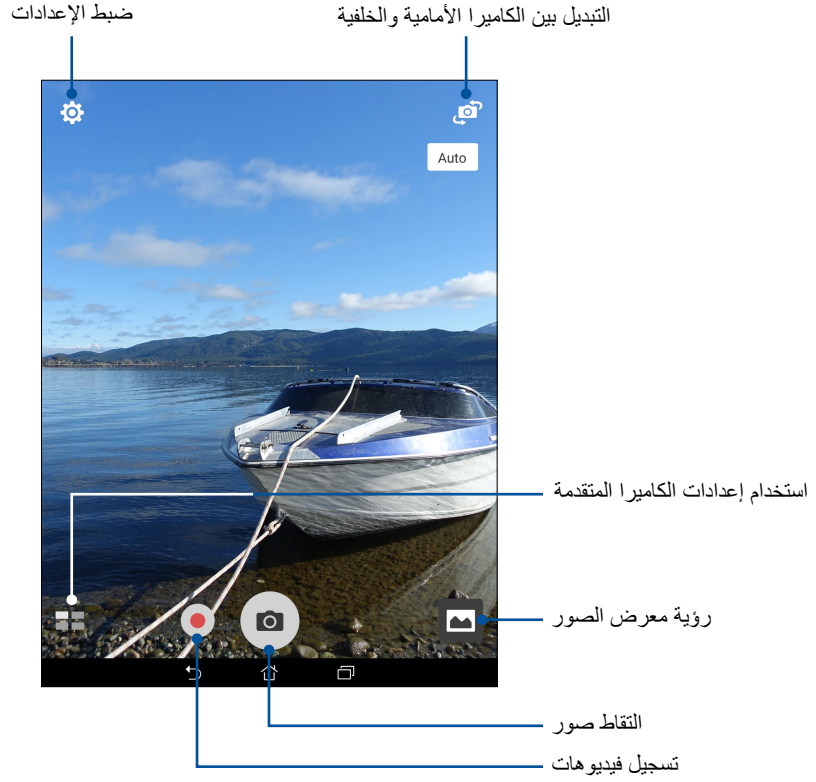 التبديل بين الكاميرا الأمامية والخلفية
ضبط الإعدادات
Auto
استخدام إعدادات الكاميرا المتقدمة
رؤية معرض الصور
التقاط صور
تسجيل فيديوهات